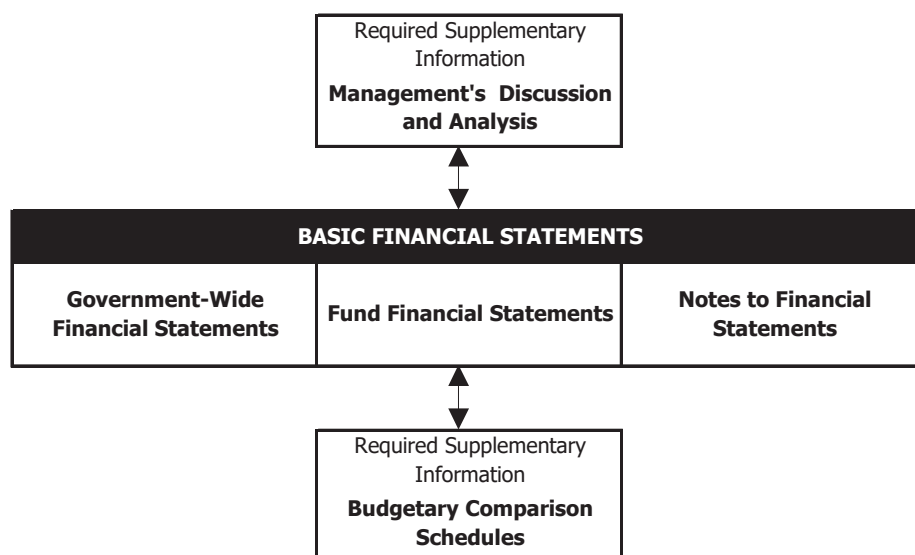 Required Supplementary
Information
Management's Discussion
and Analysis
BASIC FINANCIAL STATEMENTS
Government-Wide
Financial Statements
Fund Financial Statements
Notes to Financial
Statements
Required Supplementary
Information
Budgetary Comparison
Schedules